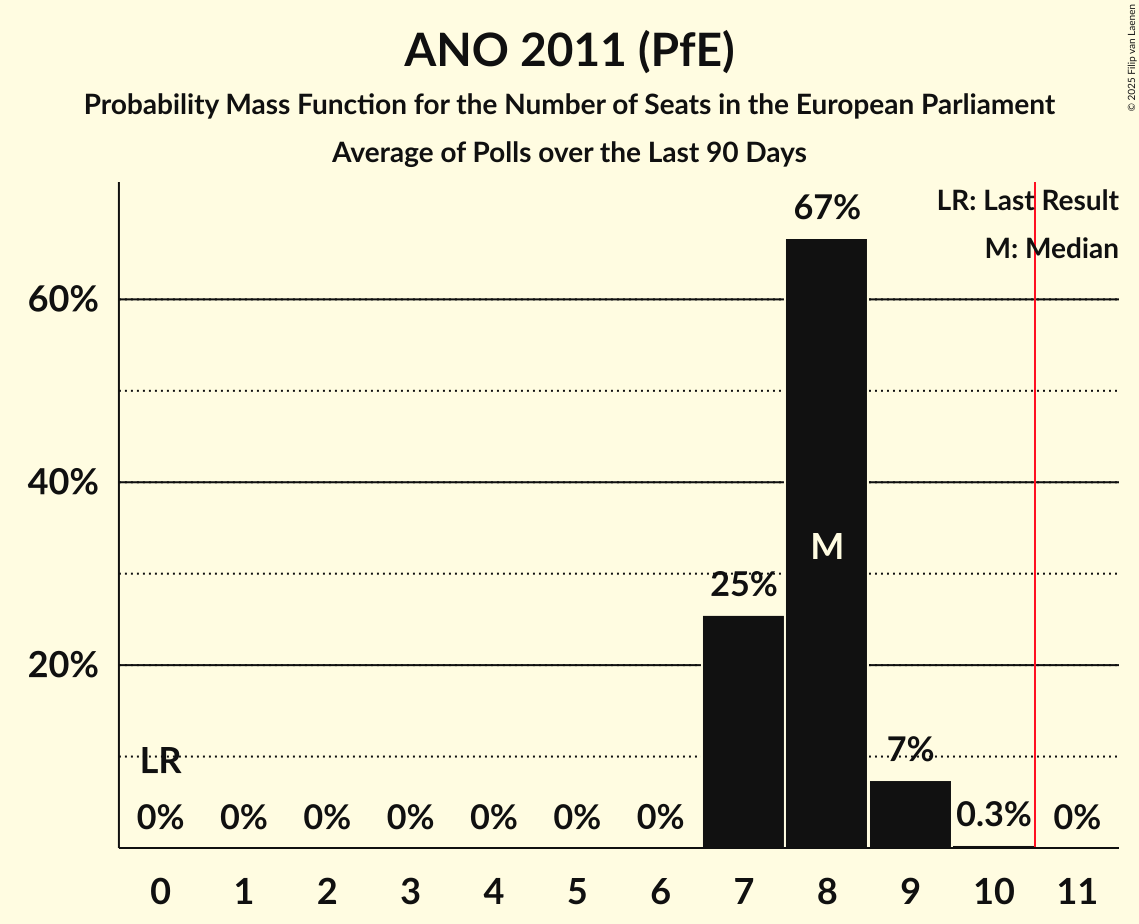 ANO 2011 (PfE)
Probability Mass Function for the Number of Seats in the European Parliament
Average of Polls over the Last 90 Days
© 2025 Filip van Laenen
LR: Last Result
M: Median
67%
60%
40%
M
25%
20%
LR
7%
0% 0% 0% 0% 0% 0% 0% 0.3% 0%
0 1 2 3 4 5 6 7 8 9 10 11